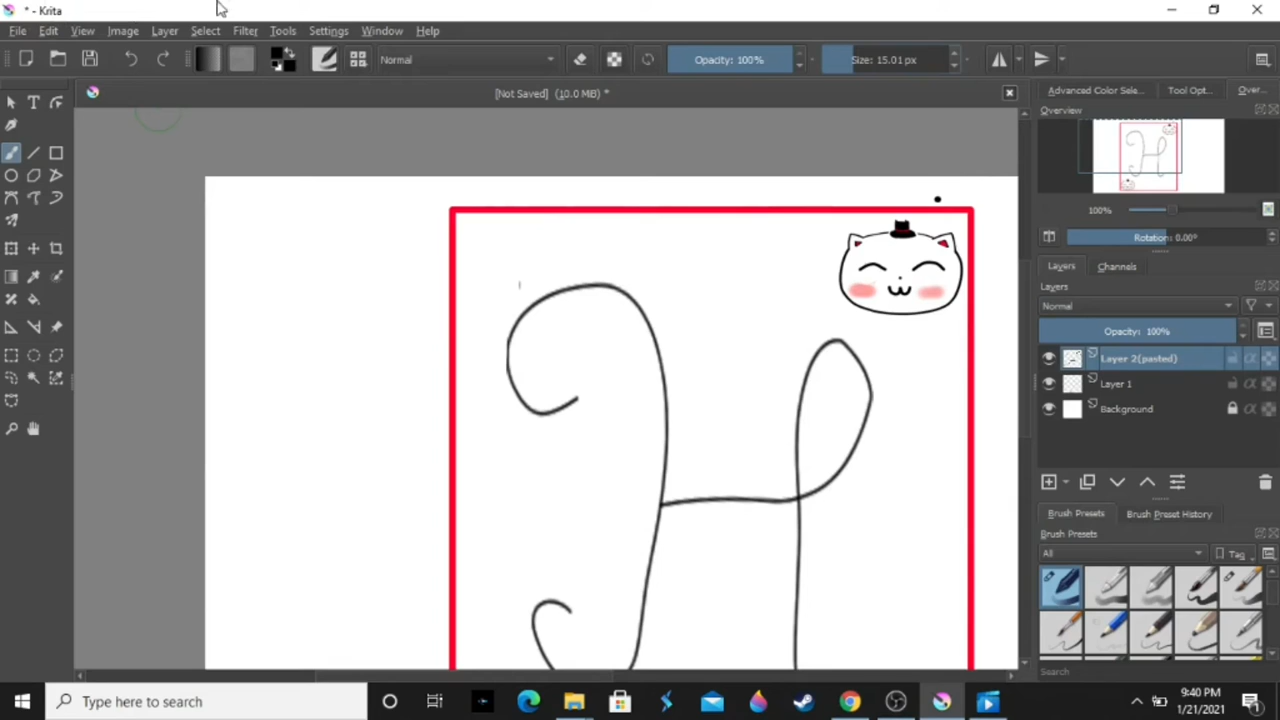 * - Krita
File Edit View Image Layer Select Filter Tools Settings Window Help
Normal Opacity: 100% Size: 15.01 px
[Not Saved] (10.0 MB) *
Advanced Color Sele... Tool Opt... Over...
Overview
100%
Rotation: 0.00°
Layers Channels
Layers
Normal
Opacity: 100%
Layer 2(pasted)
Layer 1
Background
Brush Presets Brush Preset History
Brush Presets
All Tag
Search
H
Type here to search
9:40 PM
1/21/2021